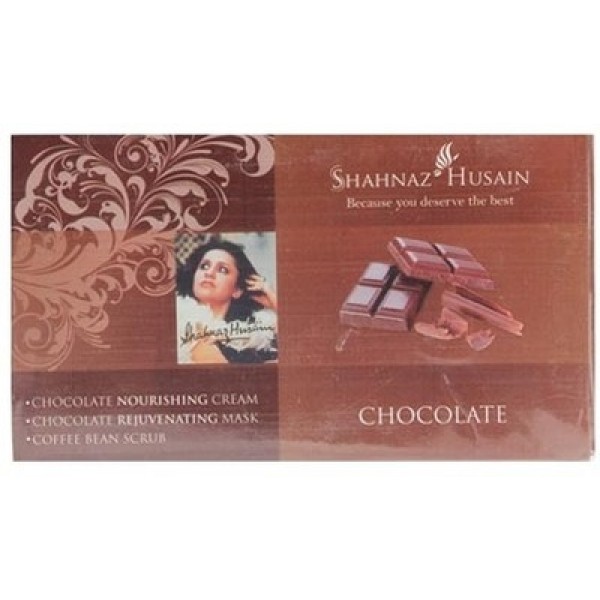 SHAHNAZ HUSAIN
Because you deserve the best
Shahnaz Husain
• CHOCOLATE NOURISHING CREAM
• CHOCOLATE REJUVENATING MASK
• COFFEE BEAN SCRUB
CHOCOLATE